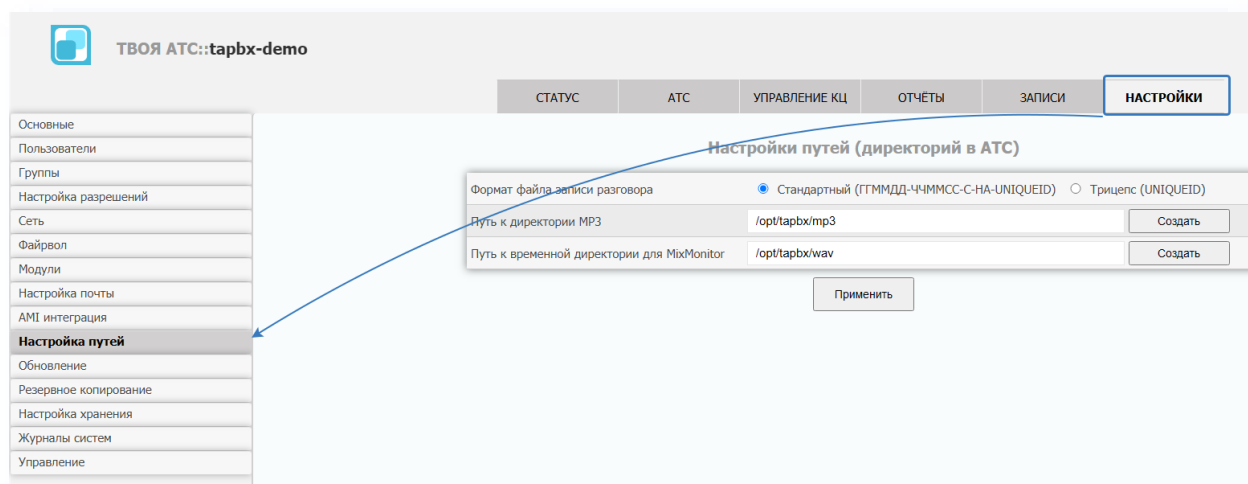 ТВОЯ АТС::tapbx-demo
СТАТУС АТС УПРАВЛЕНИЕ КЦ ОТЧЁТЫ ЗАПИСИ НАСТРОЙКИ
Основные
Пользователи
Группы
Настройка разрешений
Сеть
Файрвол
Модули
Настройка почты
AMI интеграция
Настройка путей
Обновление
Резервное копирование
Настройка хранения
Журналы систем
Управление
Настройки путей (директорий в АТС)
Формат файла записи разговора Стандартный (ГГММДД-ЧЧММСС-С-НА-UNIQUEID) Трицепс (UNIQUEID)
Путь к директории MP3 /opt/tapbx/mp3 Создать
Путь к временной директории для MixMonitor /opt/tapbx/wav Создать
Применить